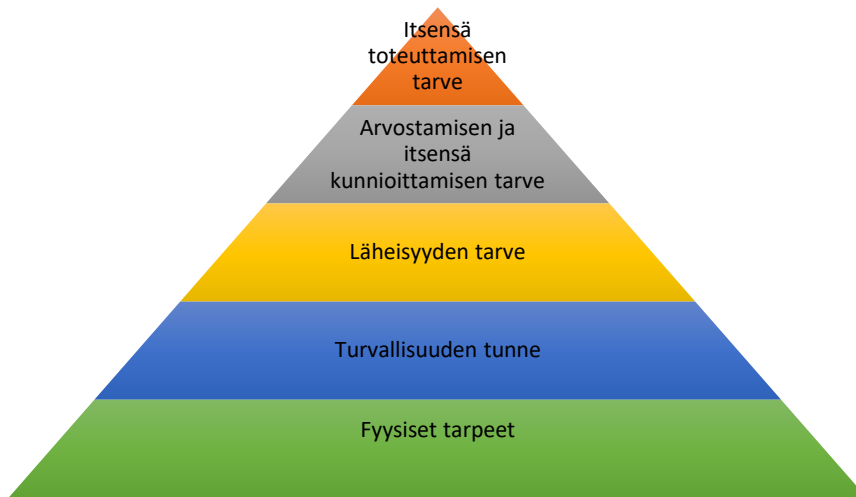 Itsensä
toteuttamisen
tarve
Arvostamisen ja
itsensä
kunnioittamisen tarve
Läheisyyden tarve
Turvallisuuden tunne
Fyysiset tarpeet